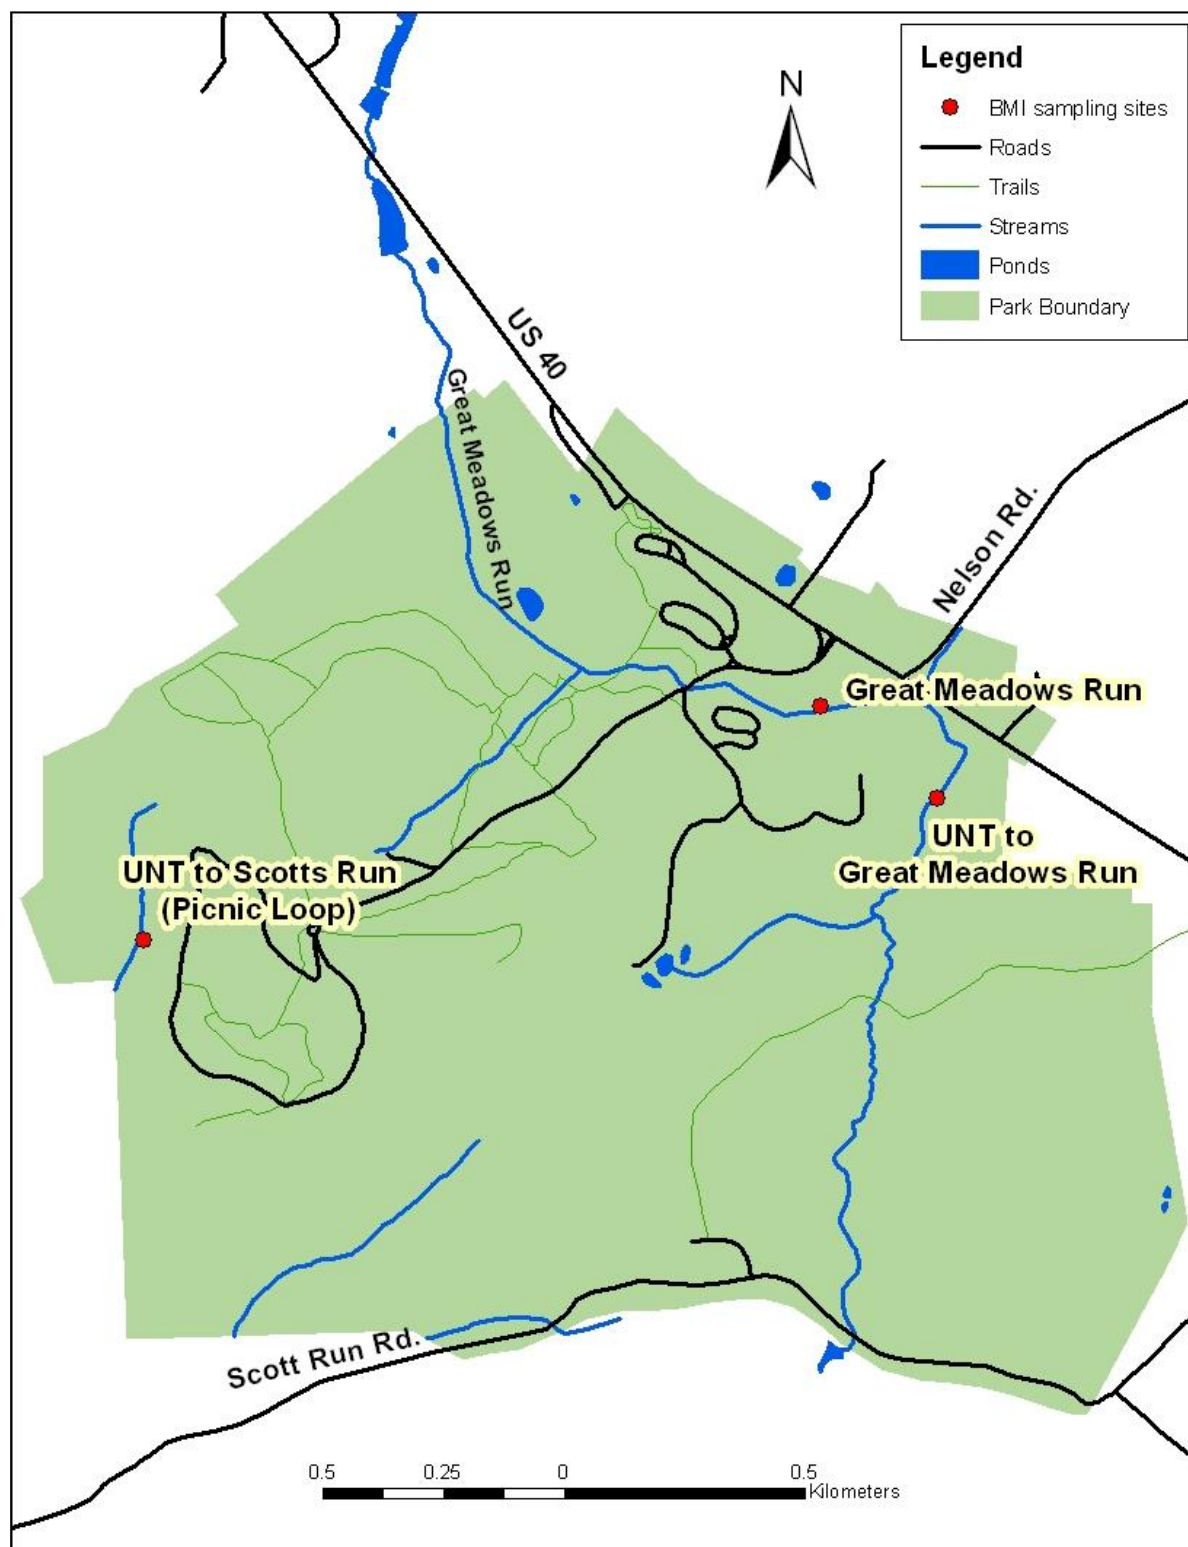 Legend
BMI sampling sites
Roads
Trails
Streams
Ponds
Park Boundary
N
US 40
Great Meadows Run
Nelson Rd.
Great Meadows Run
UNT to
Great Meadows Run
UNT to Scotts Run
(Picnic Loop)
Scott Run Rd.
0.5 0.25 0 0.5
Kilometers